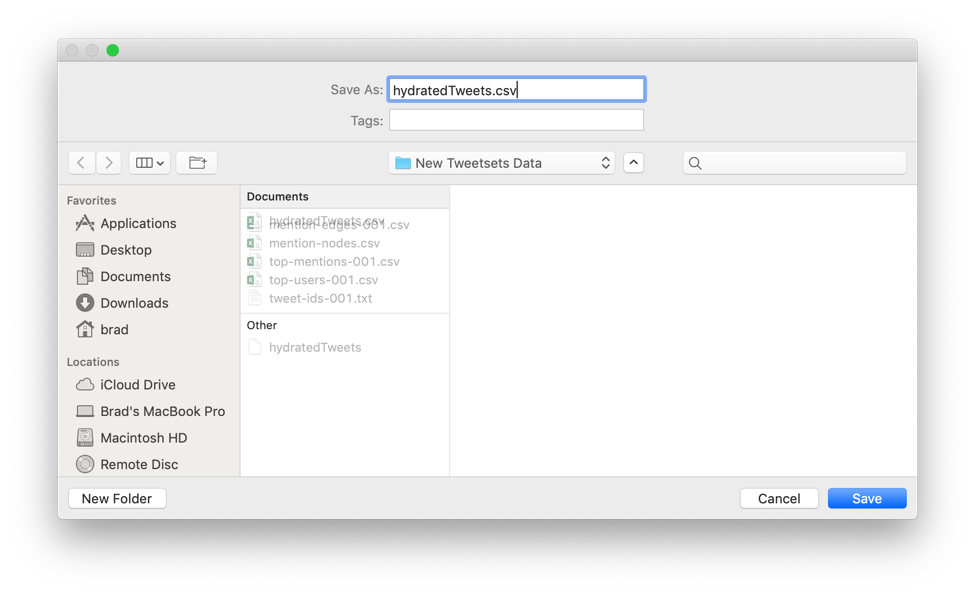 Save As: hydratedTweets.csv
Tags:
New Tweetsets Data
Favorites
Applications
Desktop
Documents
Downloads
brad
Locations
iCloud Drive
Brad's MacBook Pro
Macintosh HD
Remote Disc
Documents
hydratedTweets.csv
mention-edges-001.csv
mention-nodes.csv
top-mentions-001.csv
top-users-001.csv
tweet-ids-001.txt
Other
hydratedTweets
New Folder
Cancel
Save